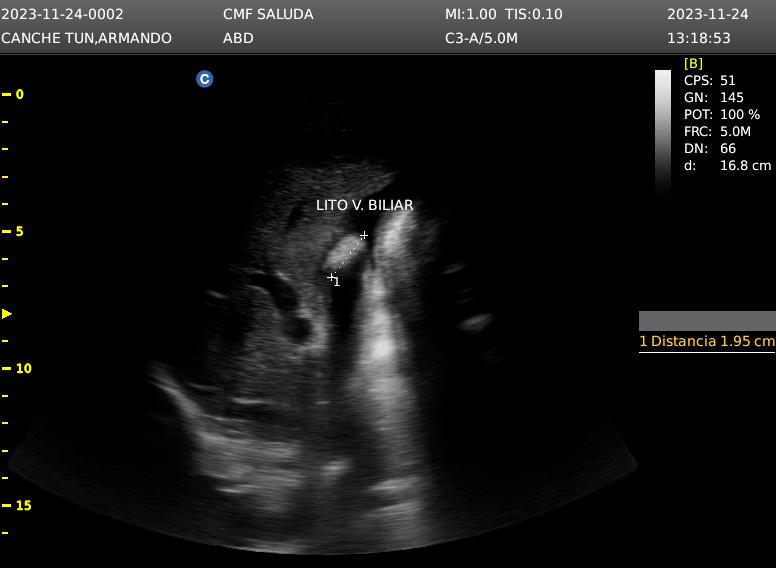 2023-11-24-0002 CMF SALUDA MI:1.00 TIS:0.10 2023-11-24
CANCHE TUN,ARMANDO ABD C3-A/5.0M 13:18:53
C
[B]
CPS: 51
GN: 145
POT: 100 %
FRC: 5.0M
DN: 66
d: 16.8 cm
0
LITO V. BILIAR
5
1
1 Distancia 1.95 cm
10
15